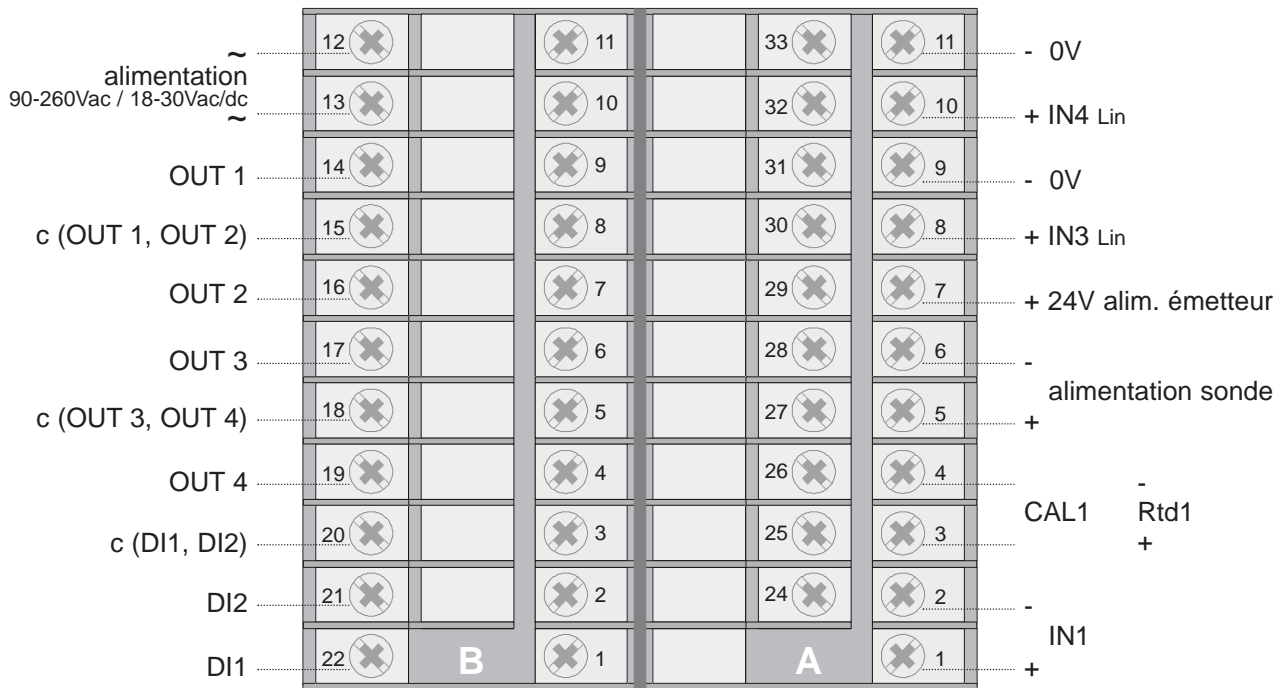 12 11 33 11 - 0V
~
alimentation
90-260Vac / 18-30Vac/dc
~
13 10 32 10 + IN4 Lin
OUT 1 14 9 31 9 - 0V
c (OUT 1, OUT 2) 15 8 30 8 + IN3 Lin
OUT 2 16 7 29 7 + 24V alim. émetteur
OUT 3 17 6 28 6 -
alimentation sonde
c (OUT 3, OUT 4) 18 5 27 5 +
OUT 4 19 4 26 4 -
CAL1 Rtd1
c (DI1, DI2) 20 3 25 3 +
DI2 21 2 24 2 -
IN1
DI1 22 B 1 A 1 +